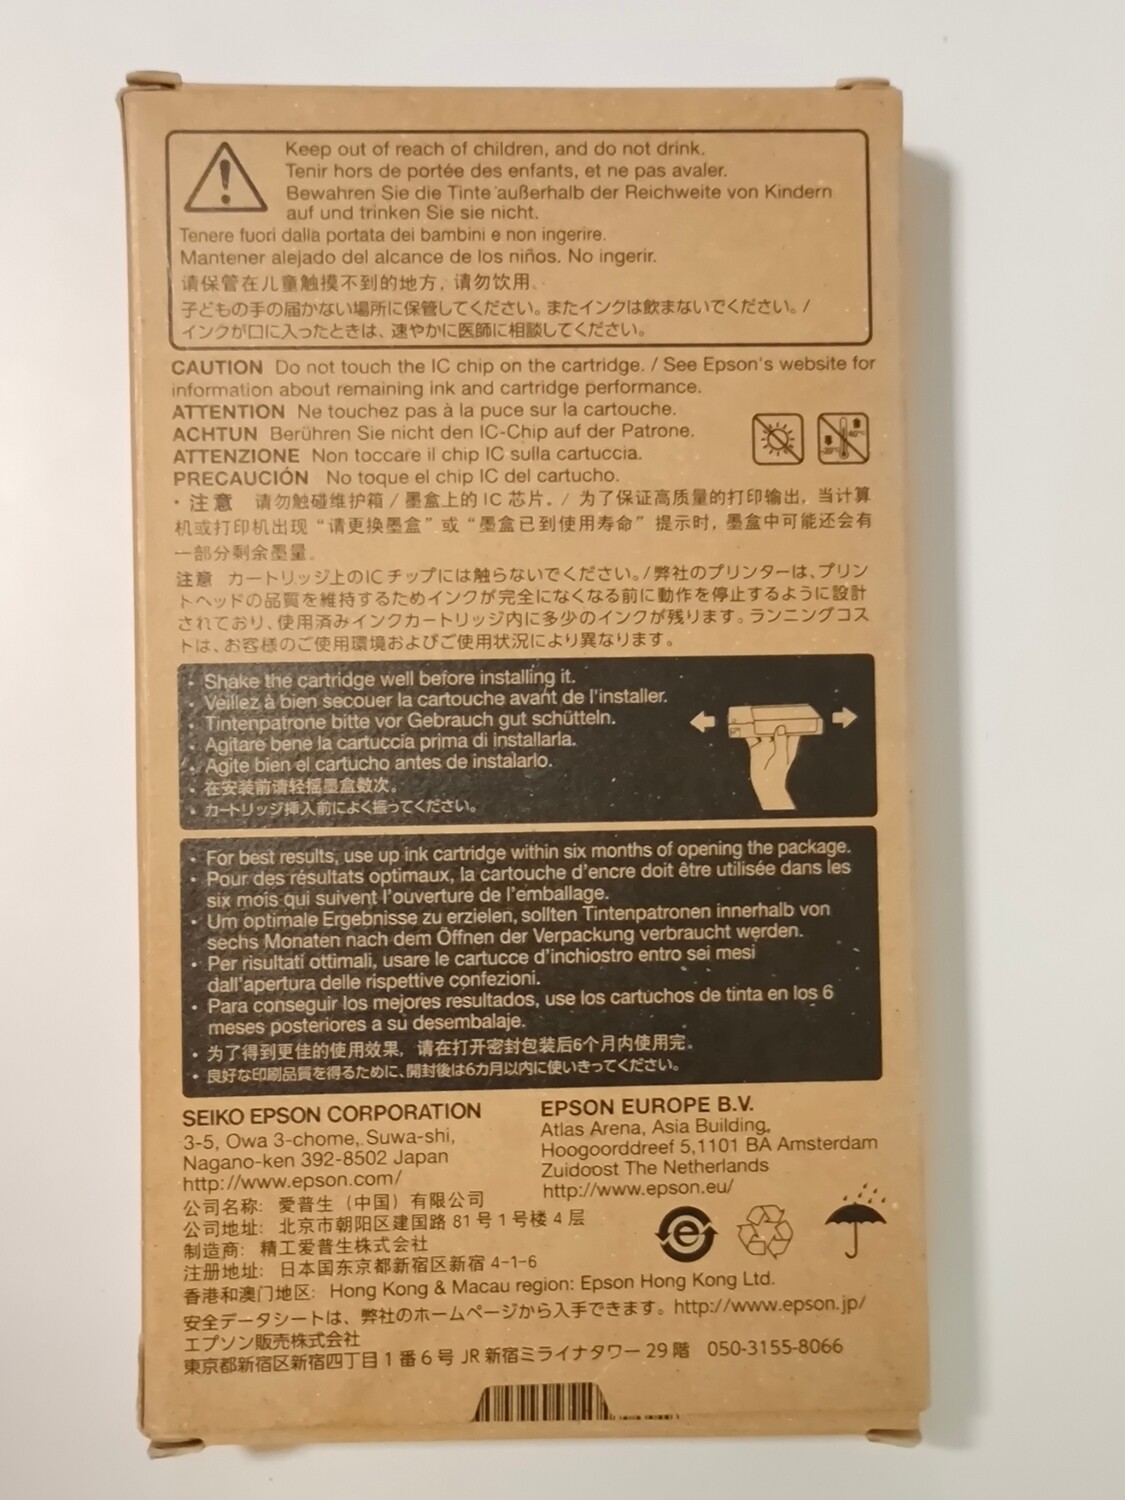 Keep out of reach of children, and do not drink.
Tenir hors de portée des enfants, et ne pas avaler.
Bewahren Sie die Tinte außerhalb der Reichweite von Kindern
auf und trinken Sie sie nicht.
Tenere fuori dalla portata dei bambini e non ingerire.
Mantener alejado del alcance de los niños. No ingerir.
请保管在儿童触摸不到的地方，请勿饮用。
子どもの手の届かない場所に保管してください。またインクは飲まないでください。/
インクが口に入ったときは、速やかに医師に相談してください。
CAUTION Do not touch the IC chip on the cartridge. / See Epson's website for
information about remaining ink and cartridge performance.
ATTENTION Ne touchez pas à la puce sur la cartouche.
ACHTUN Berühren Sie nicht den IC-Chip auf der Patrone.
ATTENZIONE Non toccare il chip IC sulla cartuccia.
PRECAUCIÓN No toque el chip IC del cartucho.
・注意 请勿触碰维护箱 / 墨盒上的 IC 芯片。/ 为了保证高质量的打印输出，当计算
机或打印机出现“请更换墨盒”或“墨盒已到使用寿命”提示时，墨盒中可能还会有
一部分剩余墨量。
注意 カートリッジ上のICチップには触らないでください。/弊社のプリンターは、プリン
トヘッドの品質を維持するためインクが完全になくなる前に動作を停止するように設計
されており、使用済みインクカートリッジ内に多少のインクが残ります。ランニングコス
トは、お客様のご使用環境およびご使用状況により異なります。
• Shake the cartridge well before installing it.
• Veillez à bien secouer la cartouche avant de l'installer.
• Tintenpatrone bitte vor Gebrauch gut schütteln.
• Agitare bene la cartuccia prima di installarla.
• Agite bien el cartucho antes de instalarlo.
• 在安装前请轻摇墨盒数次。
• カートリッジ挿入前によく振ってください。
• For best results, use up ink cartridge within six months of opening the package.
• Pour des résultats optimaux, la cartouche d'encre doit être utilisée dans les
six mois qui suivent l'ouverture de l'emballage.
• Um optimale Ergebnisse zu erzielen, sollten Tintenpatronen innerhalb von
sechs Monaten nach dem Öffnen der Verpackung verbraucht werden.
• Per risultati ottimali, usare le cartucce d'inchiostro entro sei mesi
dall'apertura delle rispettive confezioni.
• Para conseguir los mejores resultados, use los cartuchos de tinta en los 6
meses posteriores a su desembalaje.
• 为了得到更佳的使用效果，请在打开密封包装后6个月内使用完。
• 良好な印刷品質を得るために、開封後は6カ月以内に使いきってください。
SEIKO EPSON CORPORATION
3-5, Owa 3-chome, Suwa-shi,
Nagano-ken 392-8502 Japan
http://www.epson.com/
EPSON EUROPE B.V.
Atlas Arena, Asia Building,
Hoogoorddreef 5,1101 BA Amsterdam
Zuidoost The Netherlands
http://www.epson.eu/
公司名称: 爱普生（中国）有限公司
公司地址: 北京市朝阳区建国路 81 号 1 号楼 4 层
制造商: 精工爱普生株式会社
注册地址: 日本国东京都新宿区新宿 4-1-6
香港和澳门地区: Hong Kong & Macau region: Epson Hong Kong Ltd.
安全データシートは、弊社のホームページから入手できます。http://www.epson.jp/
エプソン販売株式会社
東京都新宿区新宿四丁目 1 番 6 号 JR 新宿ミライナタワー 29 階 050-3155-8066